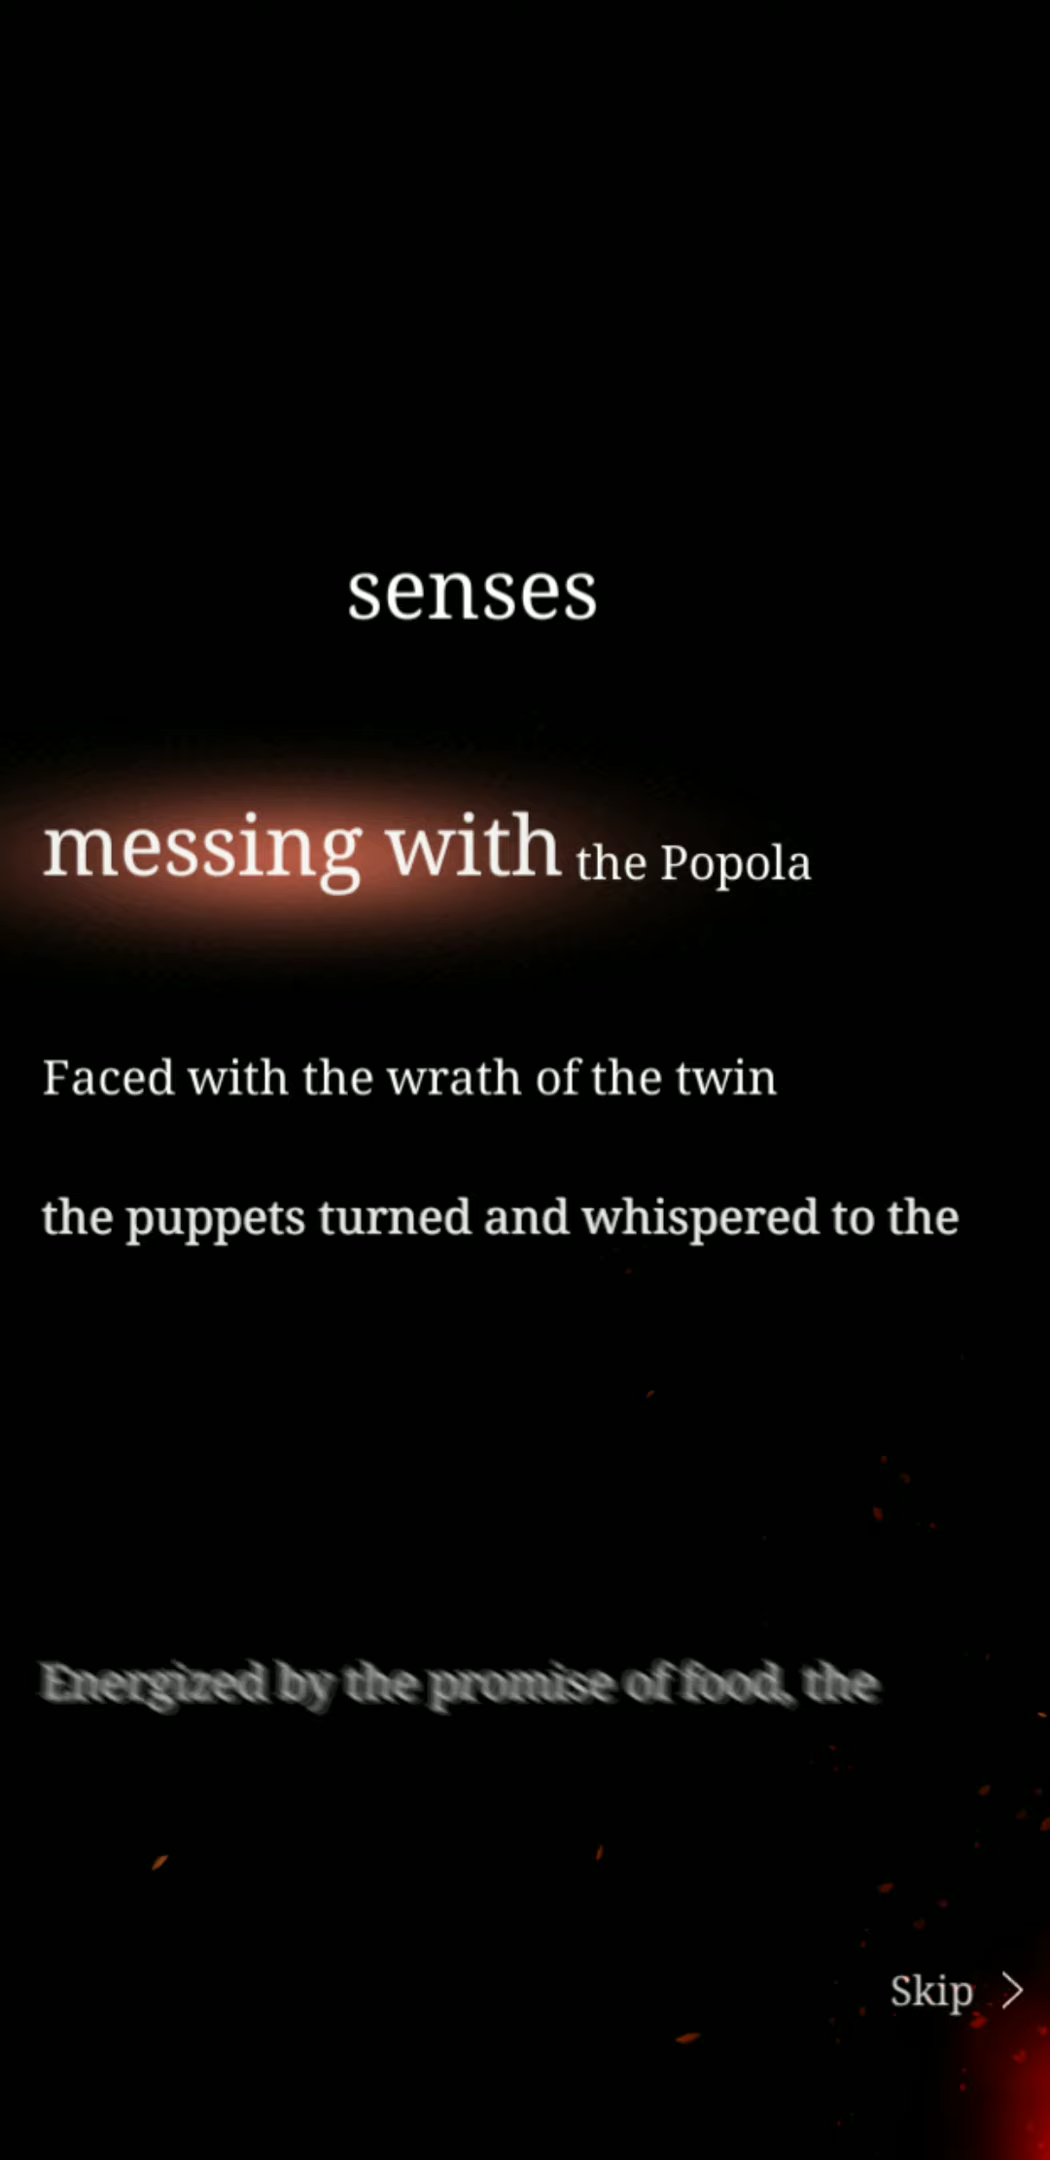 senses
messing with the Popola
Faced with the wrath of the twin
the puppets turned and whispered to the
Energized by the promise of food, the
Skip